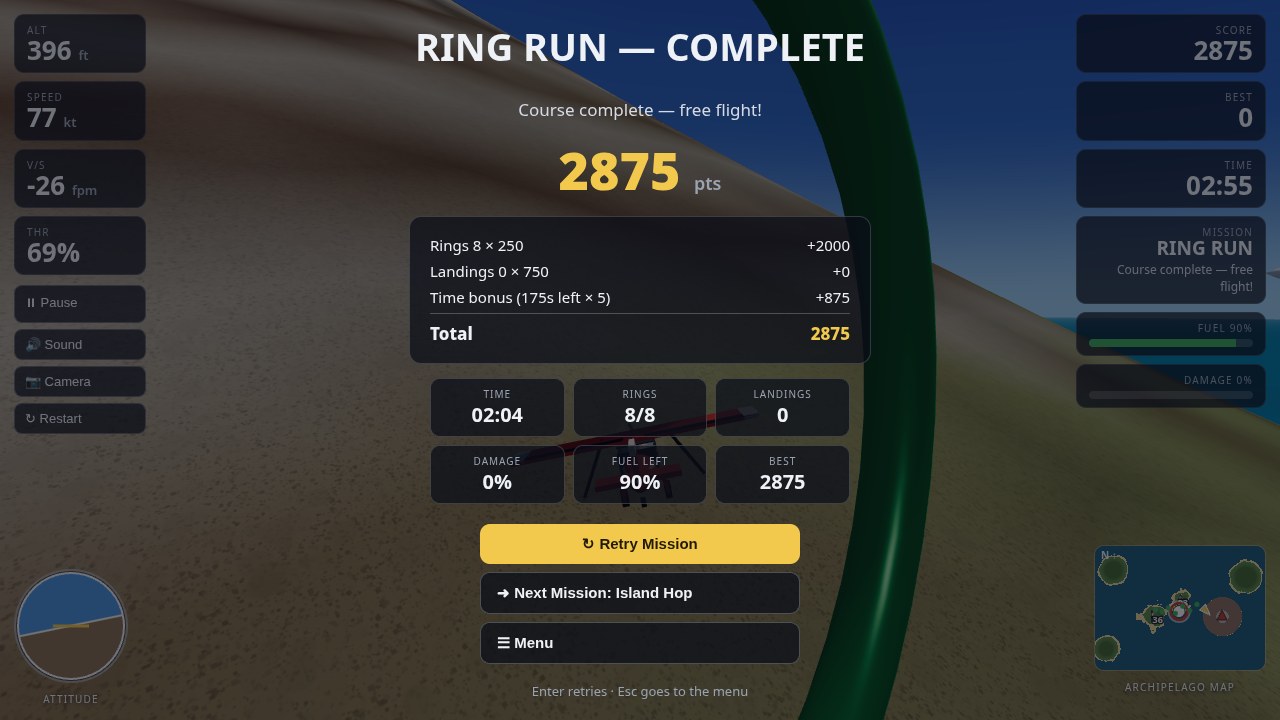 ALT
396 ft
SPEED
77 kt
V/S
-26 fpm
THR
69%
⏸ Pause
🔊 Sound
📷 Camera
↻ Restart
ATTITUDE
RING RUN — COMPLETE
Course complete — free flight!
2875 pts
Rings 8 × 250 +2000
Landings 0 × 750 +0
Time bonus (175s left × 5) +875
Total 2875
TIME
02:04
RINGS
8/8
LANDINGS
0
DAMAGE
0%
FUEL LEFT
90%
BEST
2875
↻ Retry Mission
➜ Next Mission: Island Hop
☰ Menu
Enter retries · Esc goes to the menu
SCORE
2875
BEST
0
TIME
02:55
MISSION
RING RUN
Course complete — free
flight!
FUEL 90%
DAMAGE 0%
N
36
ARCHIPELAGO MAP